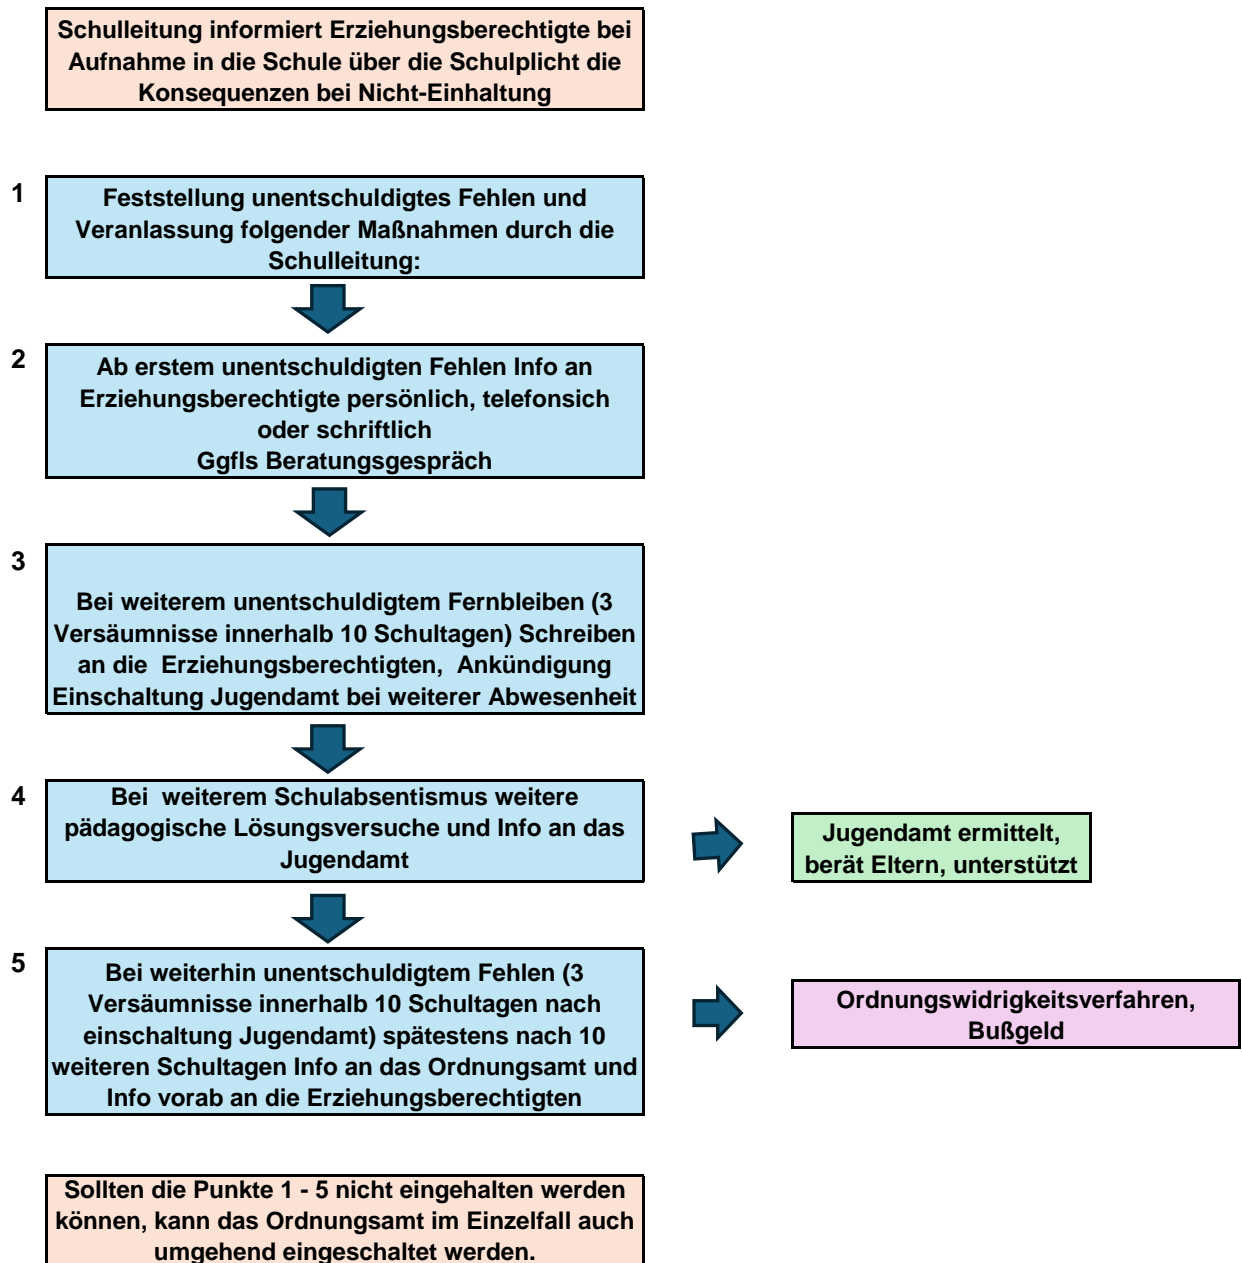 Schulleitung informiert Erziehungsberechtigte bei
Aufnahme in die Schule über die Schulplicht die
Konsequenzen bei Nicht-Einhaltung
1
Feststellung unentschuldigtes Fehlen und
Veranlassung folgender Maßnahmen durch die
Schulleitung:
2
Ab erstem unentschuldigten Fehlen Info an
Erziehungsberechtigte persönlich, telefonsich
oder schriftlich
Ggfls Beratungsgespräch
3
Bei weiterem unentschuldigtem Fernbleiben (3
Versäumnisse innerhalb 10 Schultagen) Schreiben
an die Erziehungsberechtigten, Ankündigung
Einschaltung Jugendamt bei weiterer Abwesenheit
4
Bei weiterem Schulabsentismus weitere
pädagogische Lösungsversuche und Info an das
Jugendamt
Jugendamt ermittelt,
berät Eltern, unterstützt
5
Bei weiterhin unentschuldigtem Fehlen (3
Versäumnisse innerhalb 10 Schultagen nach
einschaltung Jugendamt) spätestens nach 10
weiteren Schultagen Info an das Ordnungsamt und
Info vorab an die Erziehungsberechtigten
Ordnungswidrigkeitsverfahren,
Bußgeld
Sollten die Punkte 1 - 5 nicht eingehalten werden
können, kann das Ordnungsamt im Einzelfall auch
umgehend eingeschaltet werden.